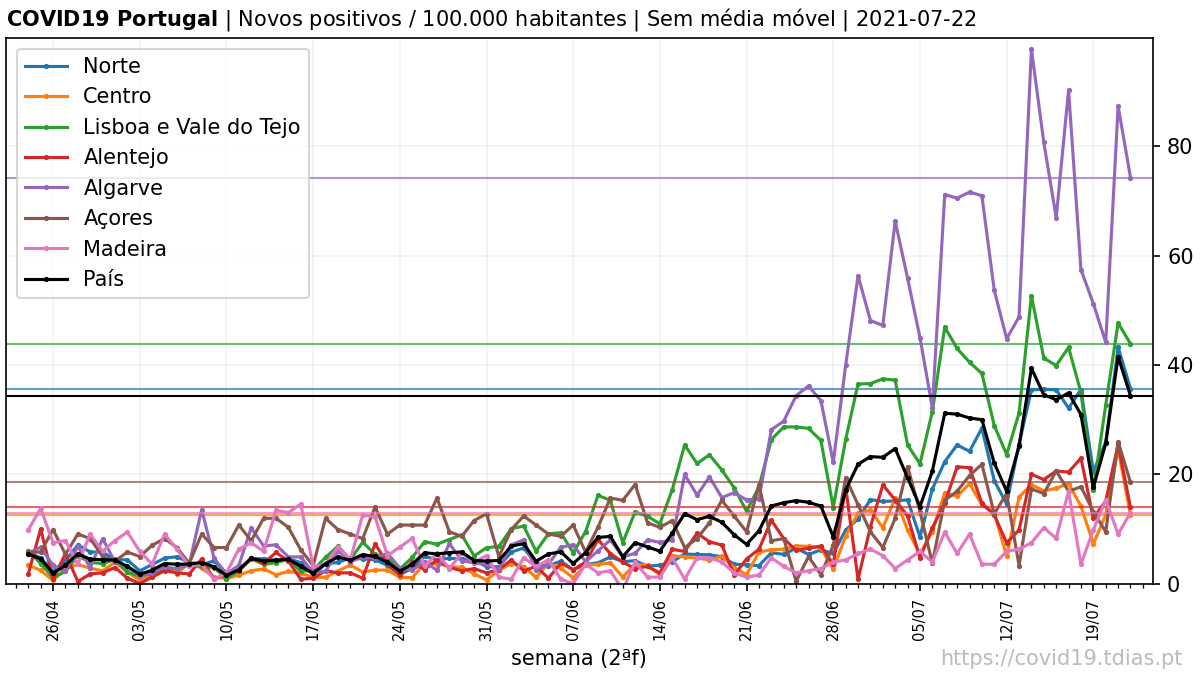 COVID19 Portugal | Novos positivos / 100.000 habitantes | Sem média móvel | 2021-07-22
Norte
Centro
Lisboa e Vale do Tejo
Alentejo
Algarve
Açores
Madeira
País
80
60
40
20
0
26/04
03/05
10/05
17/05
24/05
31/05
07/06
14/06
21/06
28/06
05/07
12/07
19/07
semana (2ªf)
https://covid19.tdias.pt